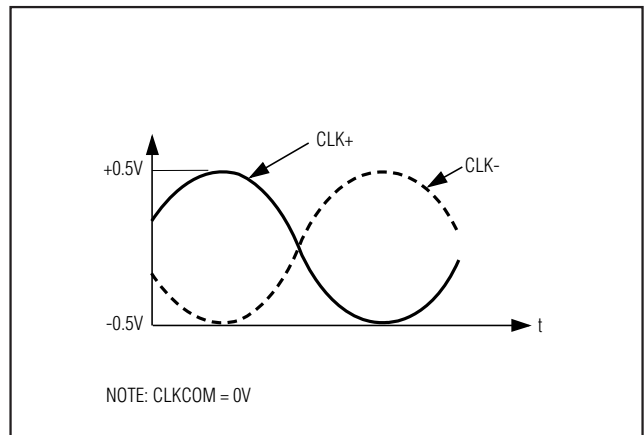 CLK+
CLK-
+0.5V
-0.5V
t
NOTE: CLKCOM = 0V